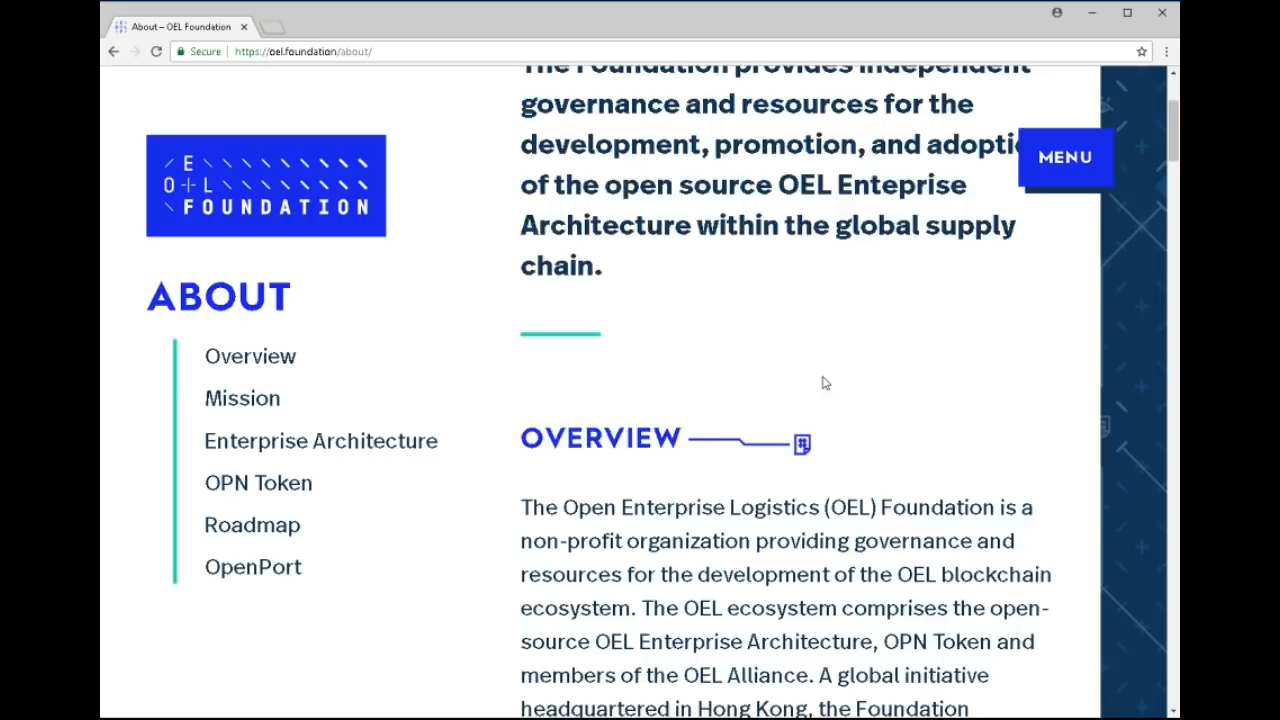 About – OEL Foundation
Secure
https://oel.foundation/about/
The Foundation provides independent
governance and resources for the
development, promotion, and adopti
of the open source OEL Enteprise
Architecture within the global supply
chain.
MENU
E
O+L
FOUNDATION
ABOUT
Overview
Mission
Enterprise Architecture
OPN Token
Roadmap
OpenPort
OVERVIEW
The Open Enterprise Logistics (OEL) Foundation is a
non-profit organization providing governance and
resources for the development of the OEL blockchain
ecosystem. The OEL ecosystem comprises the open-
source OEL Enterprise Architecture, OPN Token and
members of the OEL Alliance. A global initiative
headquartered in Hong Kong, the Foundation